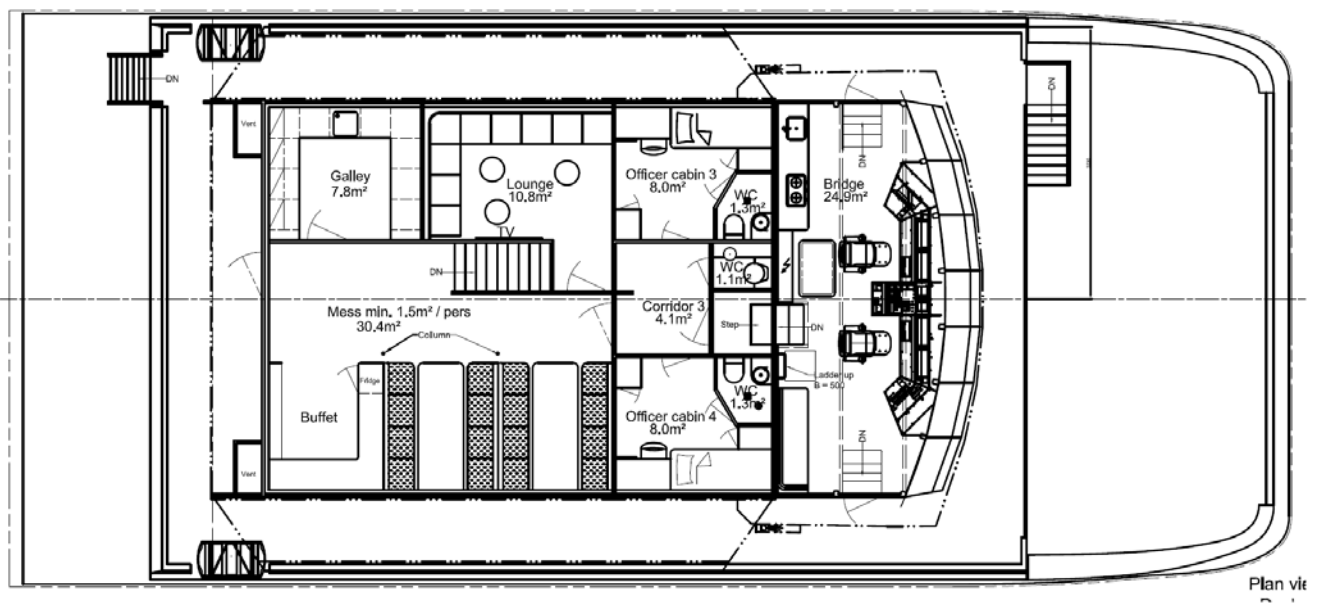 DN
DN
Vent
Galley
7.8m²
Lounge
10.8m²
TV
Officer cabin 3
8.0m²
WC
1.3m²
DN
Bridge
24.9m²
DN
WC
1.1m²
Mess min. 1.5m² / pers
30.4m²
Corridor 3
4.1m²
Step
DN
Collumn
Fridge
Ladder up
B = 500
Buffet
Officer cabin 4
8.0m²
WC
1.3m²
DN
Vent
Plan vie